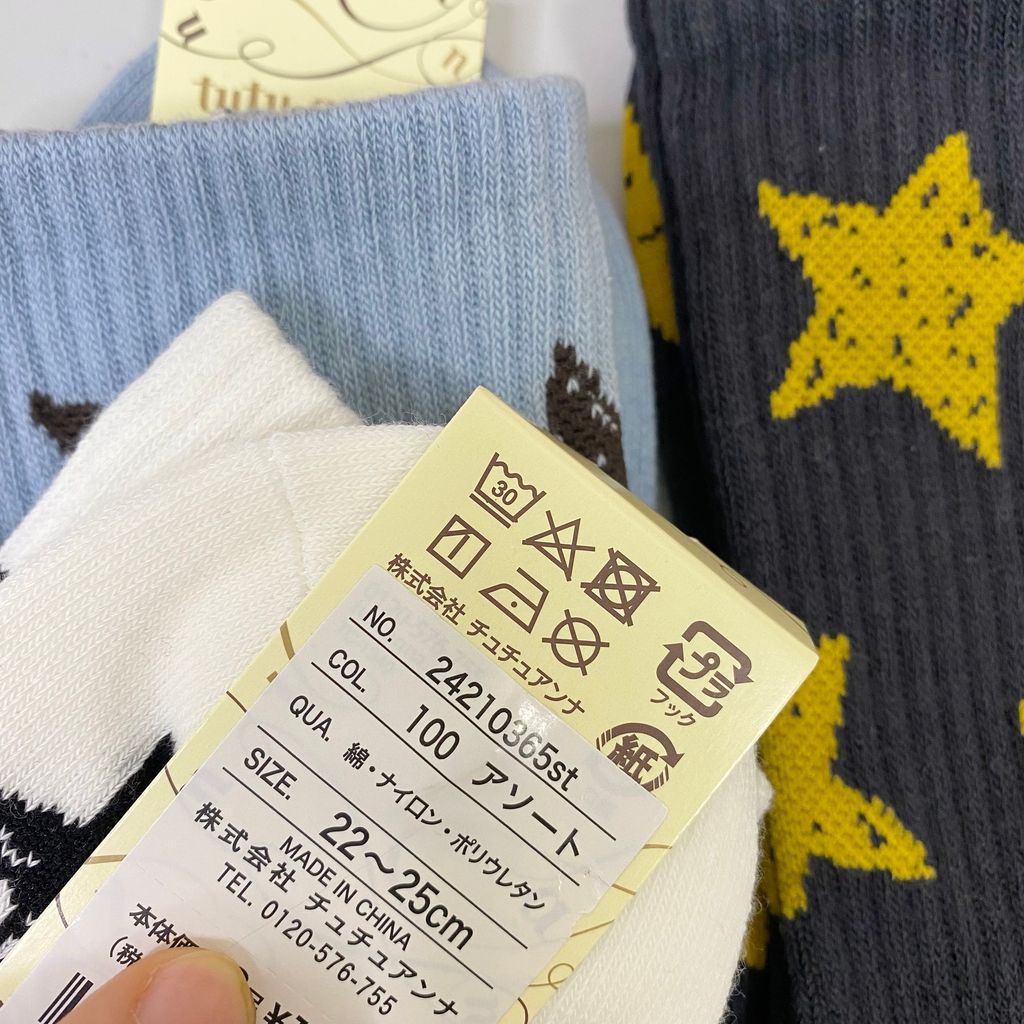 u
n
tutu
30
株式会社 チュチュアンナ
プラ
フック
紙
NO. 24210365st
COL. 100 アソート
QUA. 綿・ナイロン・ポリウレタン
SIZE. 22～25cm
MADE IN CHINA
株式会社 チュチュアンナ
TEL. 0120-576-755
本体価
(税